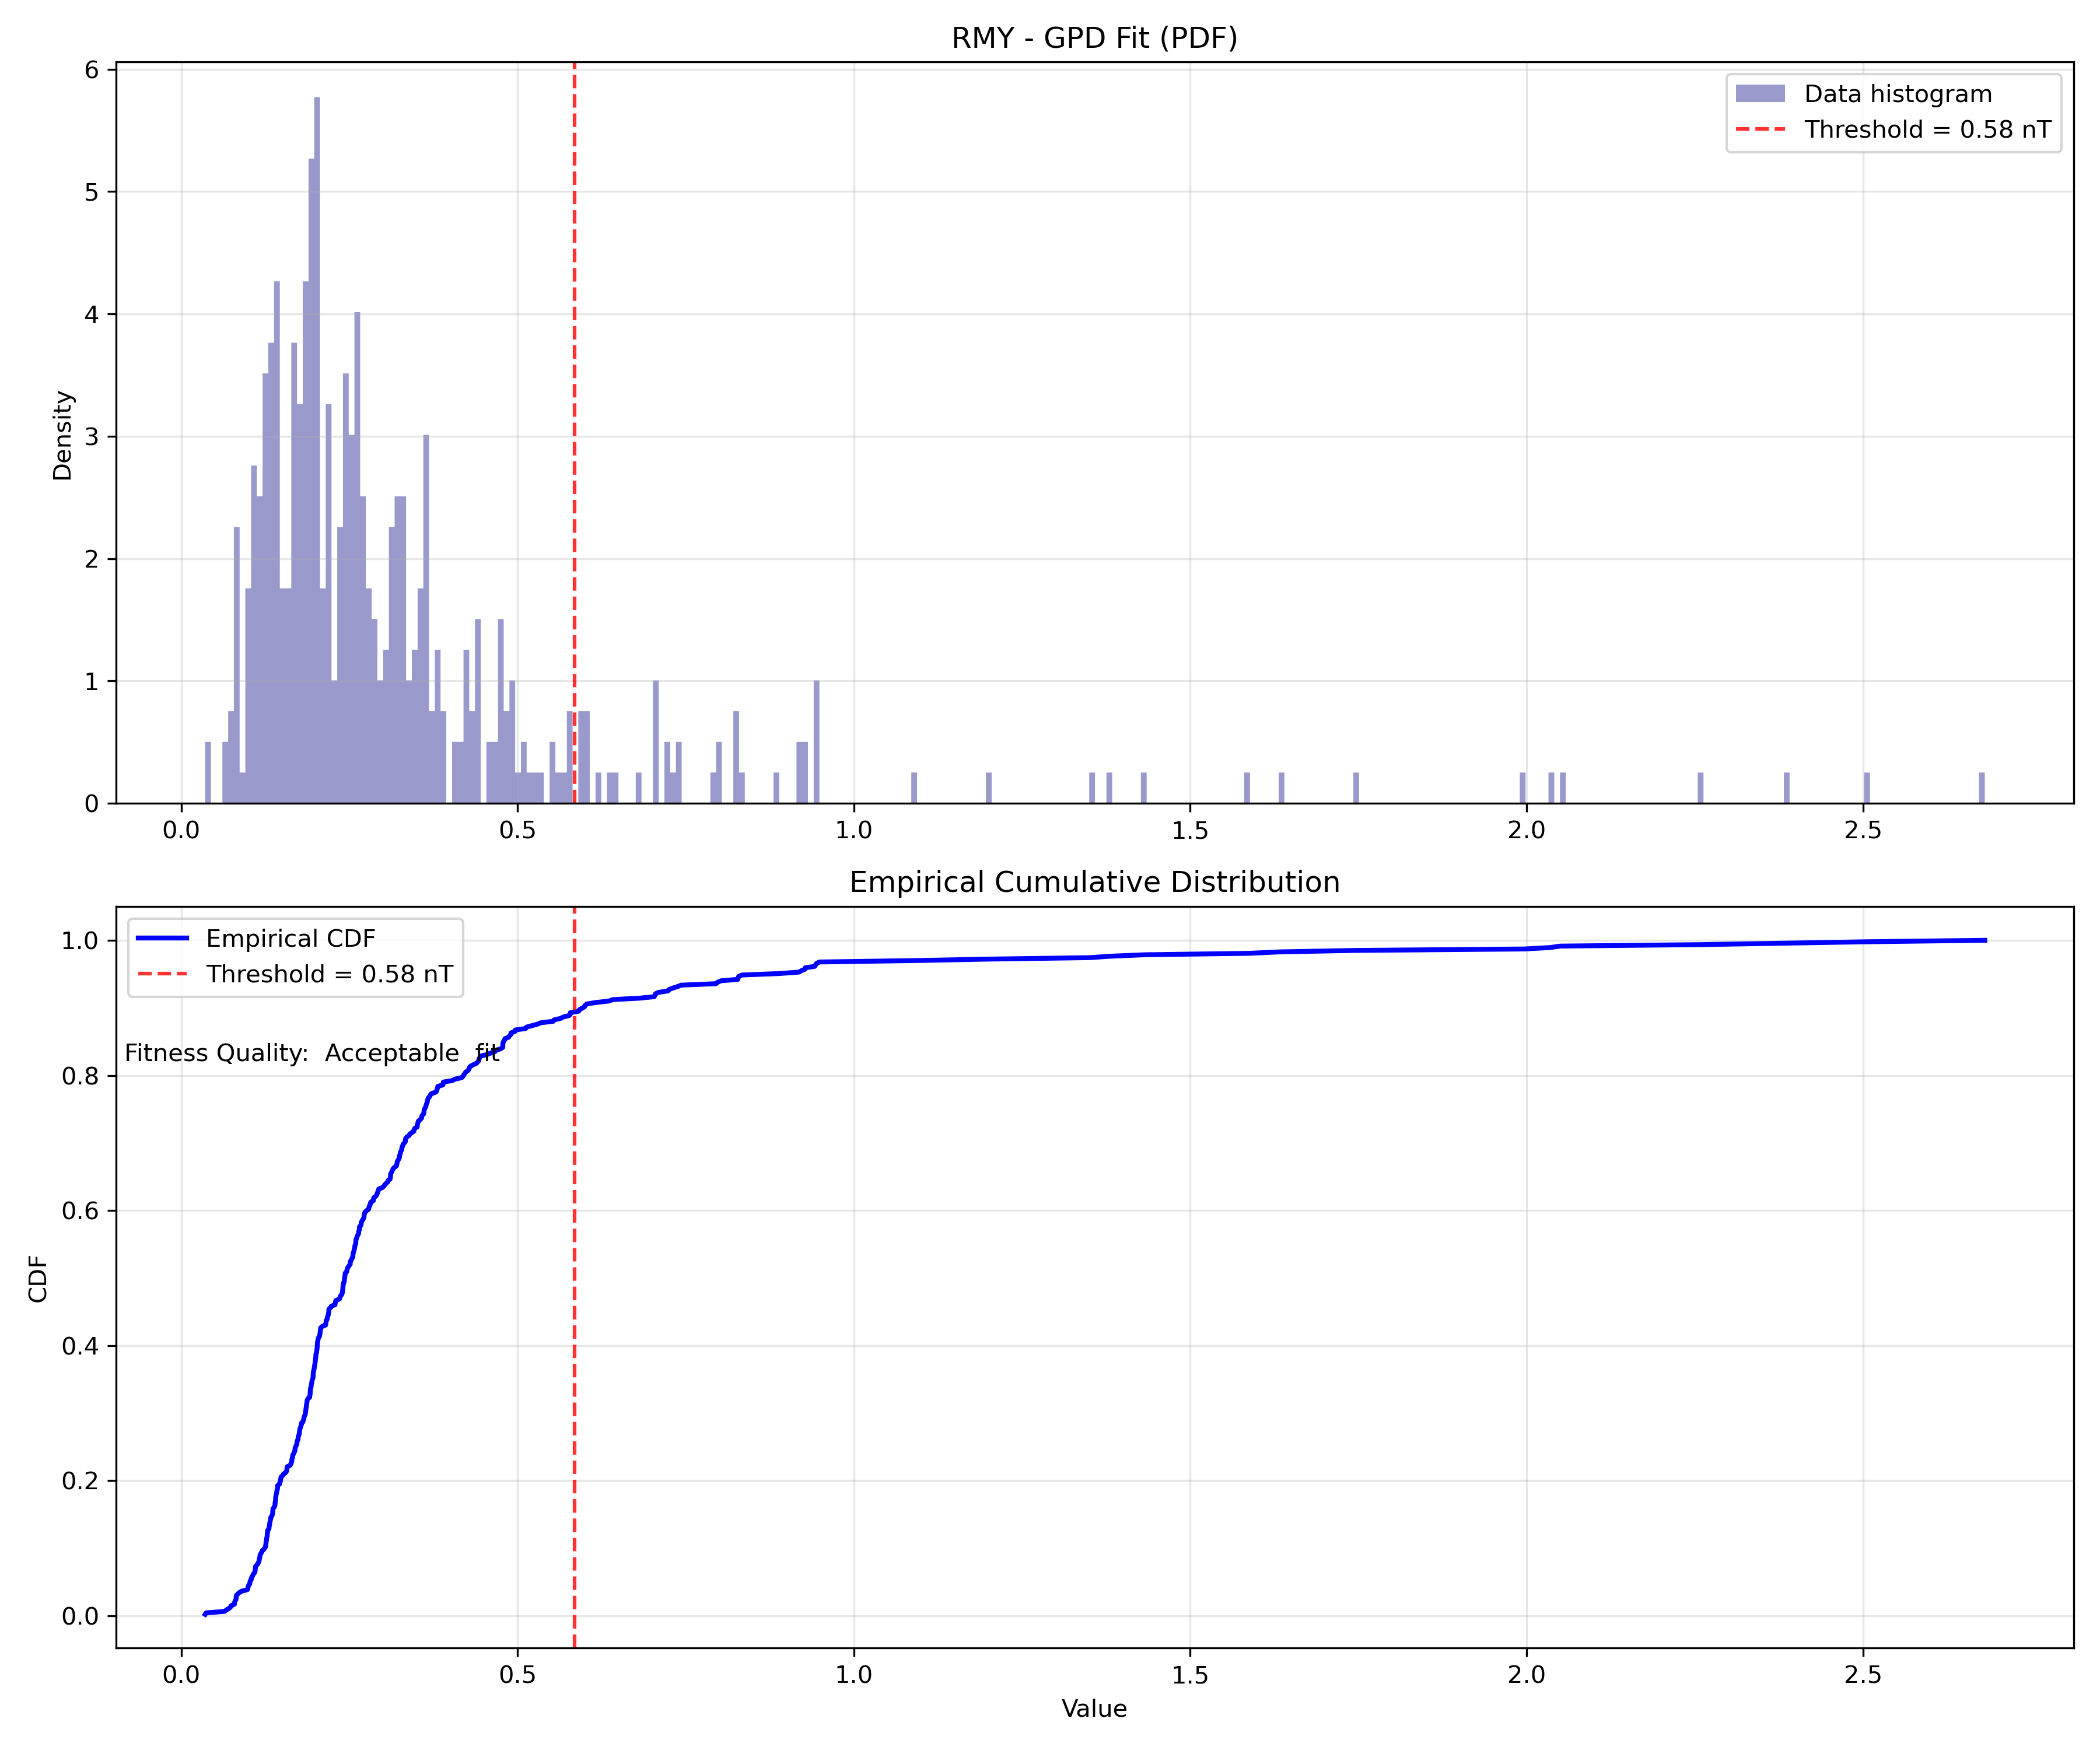 RMY - GPD Fit (PDF)
6
5
4
3
2
1
0
Density
Data histogram
Threshold = 0.58 nT
0.0 0.5 1.0 1.5 2.0 2.5
Empirical Cumulative Distribution
1.0
0.8
0.6
0.4
0.2
0.0
CDF
Empirical CDF
Threshold = 0.58 nT
Fitness Quality:  Acceptable  fit
0.0 0.5 1.0 1.5 2.0 2.5
Value